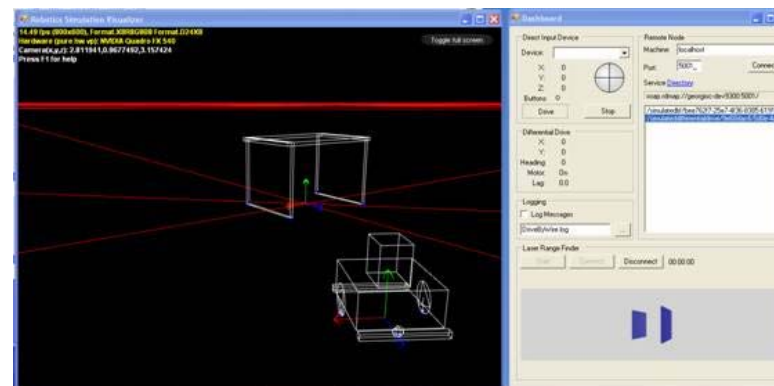 Robotics Simulation Visualizer
14.49 fps (800x600), Format.X8R8G8B8 Format.D24X8
Hardware (pure hw vp): NVIDIA Quadro FX 540
Camera(x,y,z): 2.811941,0.9677492,3.157424
Press F1 for help
Toggle full screen
Dashboard
Direct Input Device
Device:
X: 0
Y: 0
Z: 0
Buttons: 0
Drive
Stop
Remote Node
Machine: localhost
Port: 5001_
Connec
Service Directory
Differential Drive
X: 0
Y: 0
Heading: 0
Motor: On
Lag: 0.0
Logging
Log Messages
DriveByWire.log
...
Laser Range Finder
Start
Connect
Disconnect
00:00:00